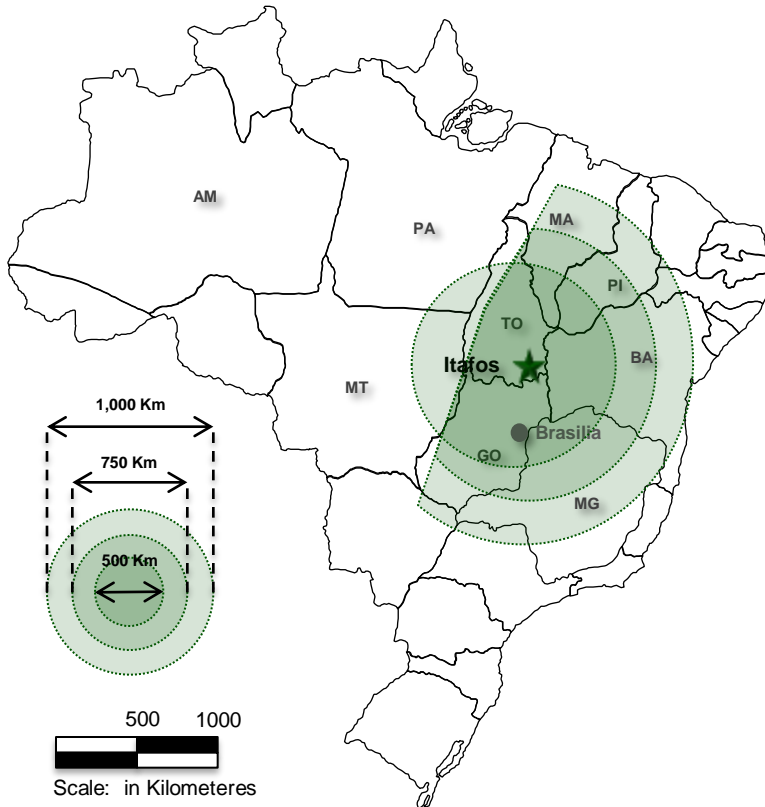 AM
PA
MA
PI
TO
Itafos
BA
MT
1,000 Km
Brasilia
GO
750 Km
MG
500 Km
500 1000
Scale: in Kilometeres